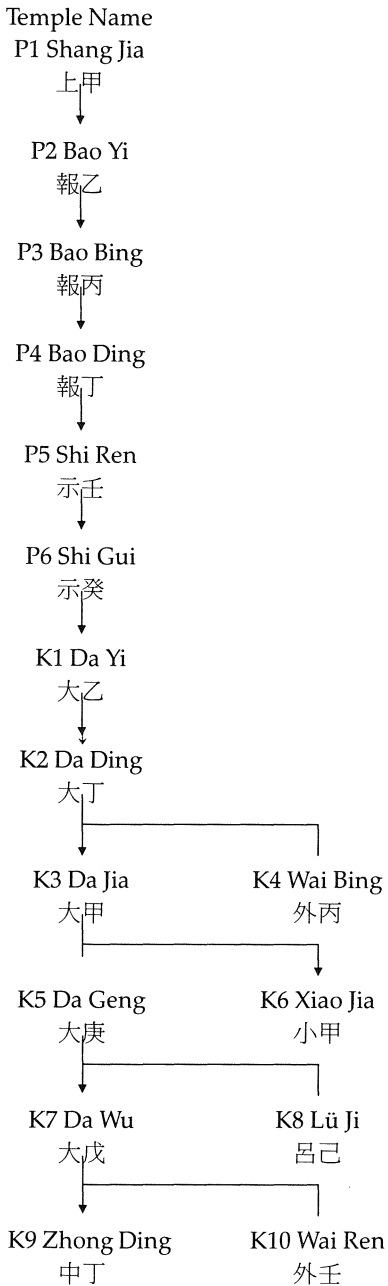 Temple Name
P1 Shang Jia
上甲
P2 Bao Yi
報乙
P3 Bao Bing
報丙
P4 Bao Ding
報丁
P5 Shi Ren
示壬
P6 Shi Gui
示癸
K1 Da Yi
大乙
K2 Da Ding
大丁
K3 Da Jia K4 Wai Bing
大甲 外丙
K5 Da Geng K6 Xiao Jia
大庚 小甲
K7 Da Wu K8 Lü Ji
大戊 呂己
K9 Zhong Ding K10 Wai Ren
中丁 外壬